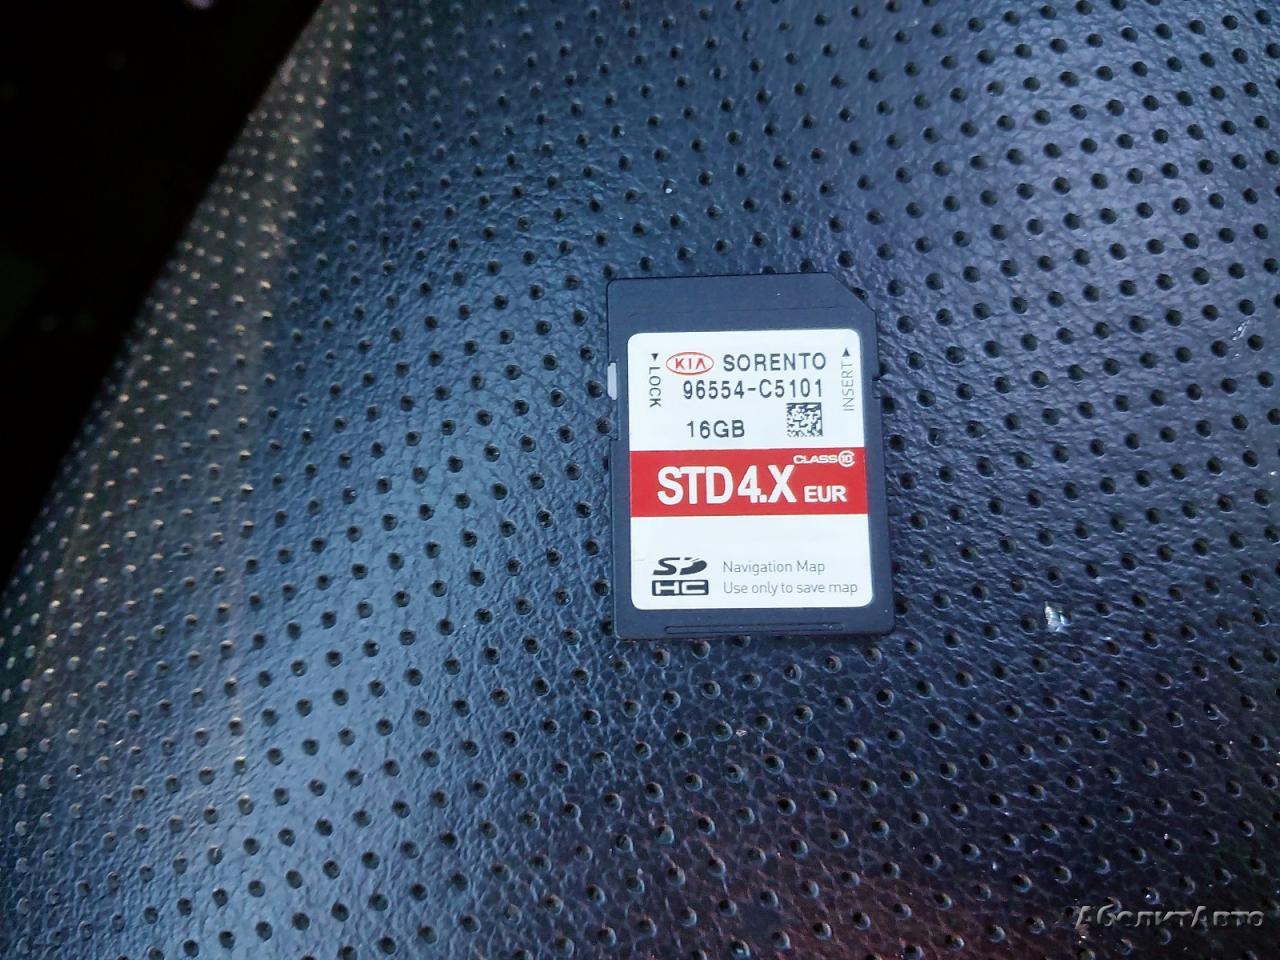 LOCK
KIA SORENTO
96554-C5101
16GB
INSERT
CLASS 10
STD4.X EUR
SD HC
Navigation Map
Use only to save map
АболитАвто